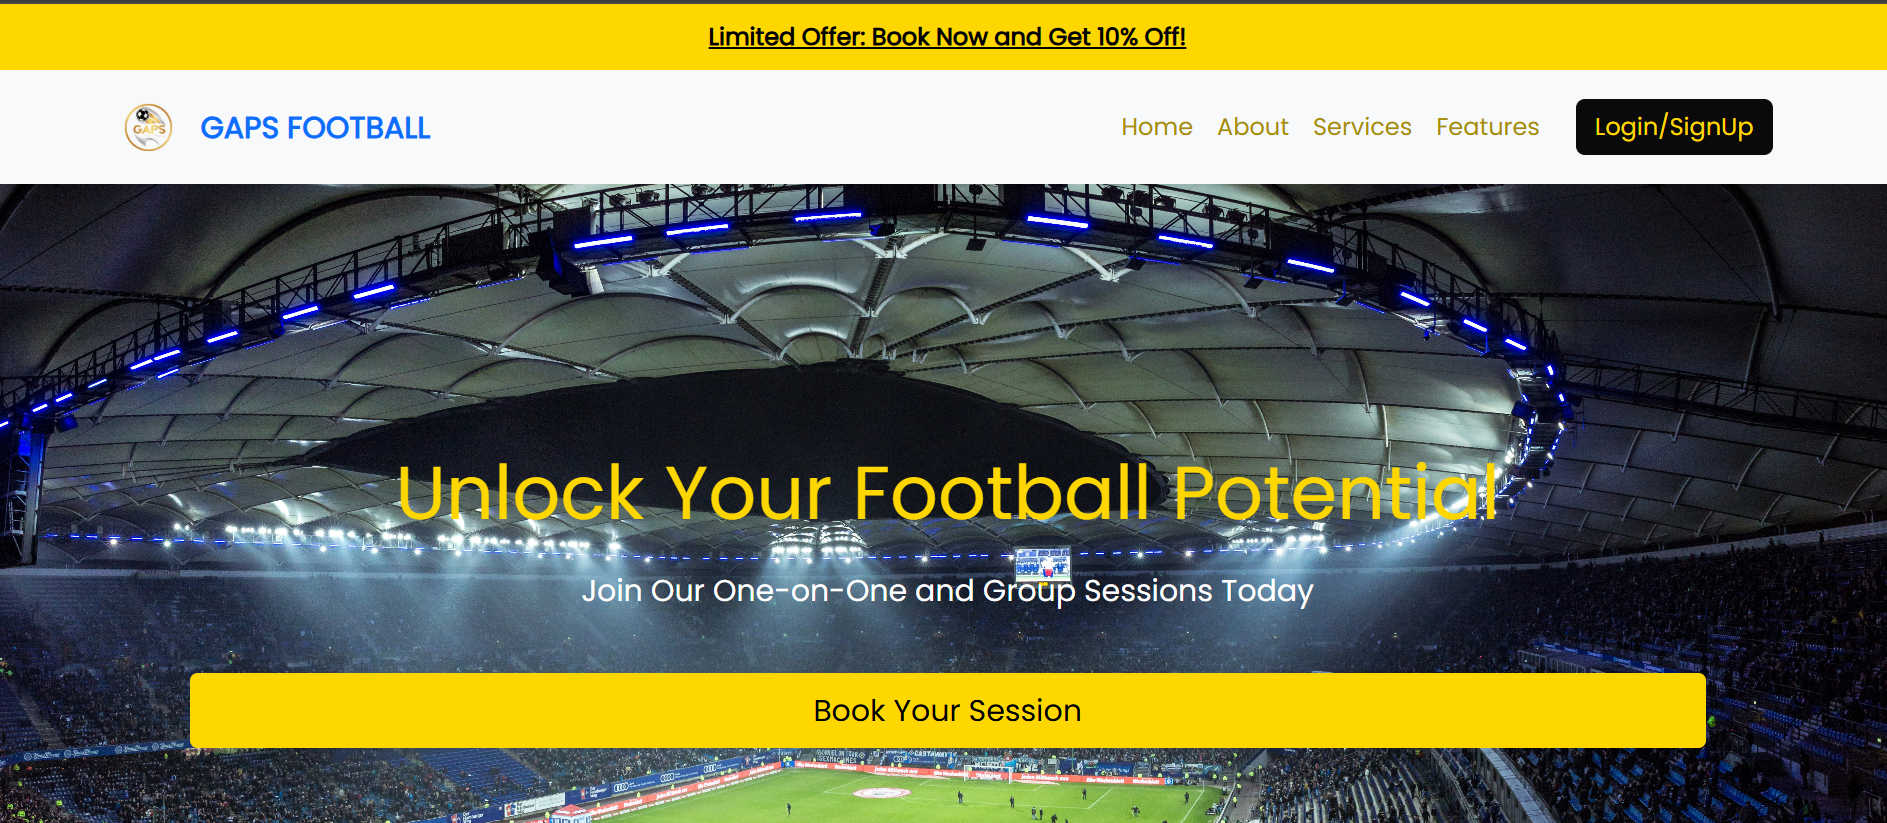 Limited Offer: Book Now and Get 10% Off!
GAPS
GAPS FOOTBALL
Home About Services Features Login/SignUp
Unlock Your Football Potential
Join Our One-on-One and Group Sessions Today
Book Your Session